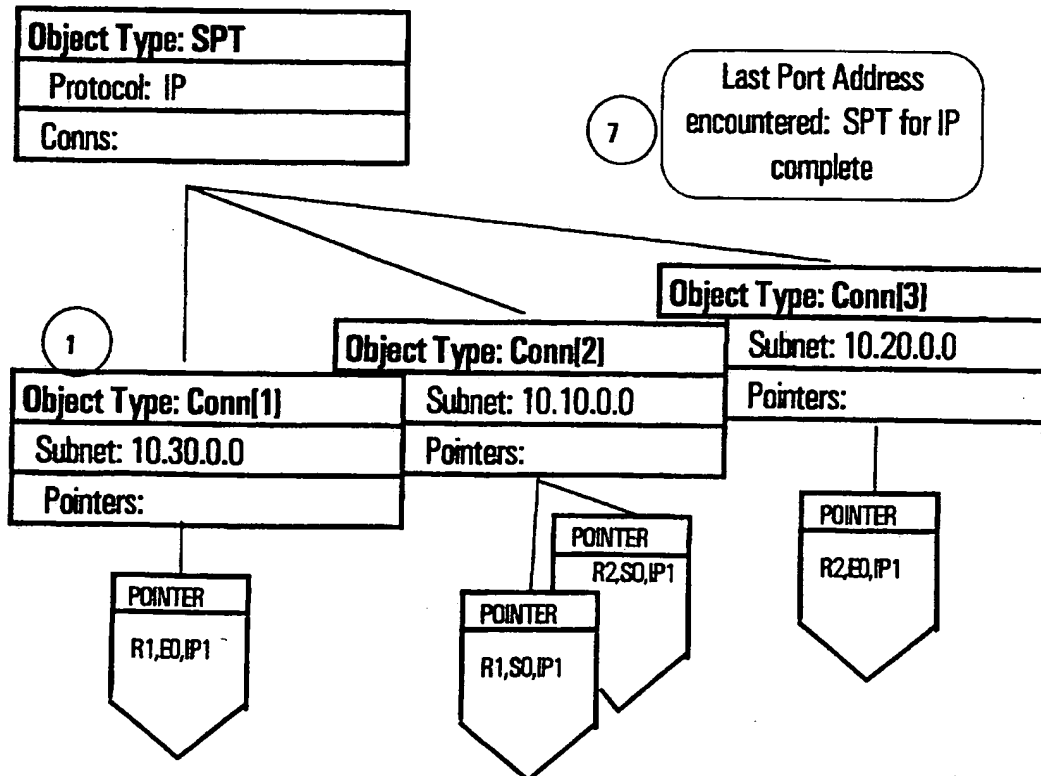 Object Type: SPT
Protocol: IP
Conns:
7
Last Port Address
encountered: SPT for IP
complete
1
Object Type: Conn[1]
Subnet: 10.30.0.0
Pointers:
Object Type: Conn[2]
Subnet: 10.10.0.0
Pointers:
Object Type: Conn[3]
Subnet: 10.20.0.0
Pointers:
POINTER
R1,E0,IP1
POINTER
R1,S0,IP1
POINTER
R2,S0,IP1
POINTER
R2,E0,IP1